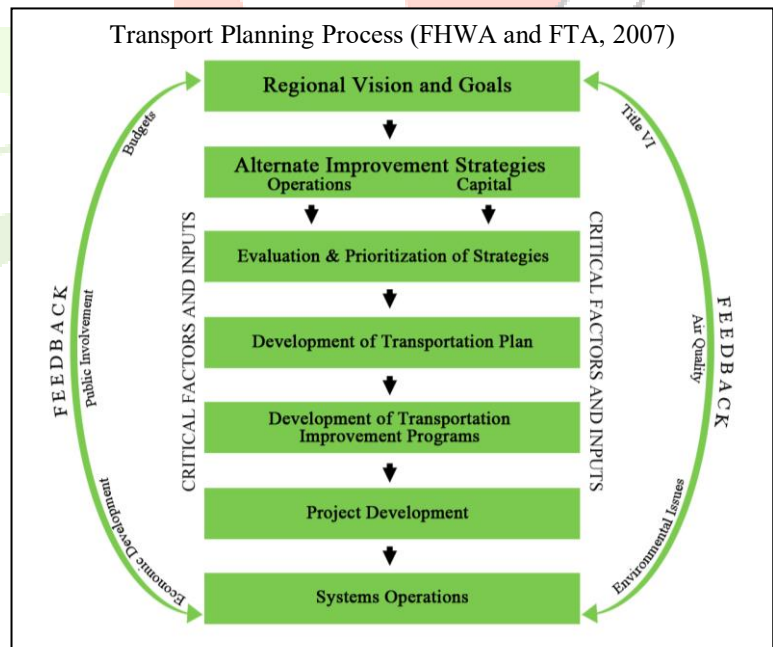 Transport Planning Process (FHWA and FTA, 2007)
Regional Vision and Goals
Alternate Improvement Strategies
Operations Capital
Evaluation & Prioritization of Strategies
Development of Transportation Plan
Development of Transportation
Improvement Programs
Project Development
Systems Operations
CRITICAL FACTORS AND INPUTS
CRITICAL FACTORS AND INPUTS
FEEDBACK
Budgets
Public Involvement
Economic Development
FEEDBACK
Title VI
Air Quality
Environmental Issues